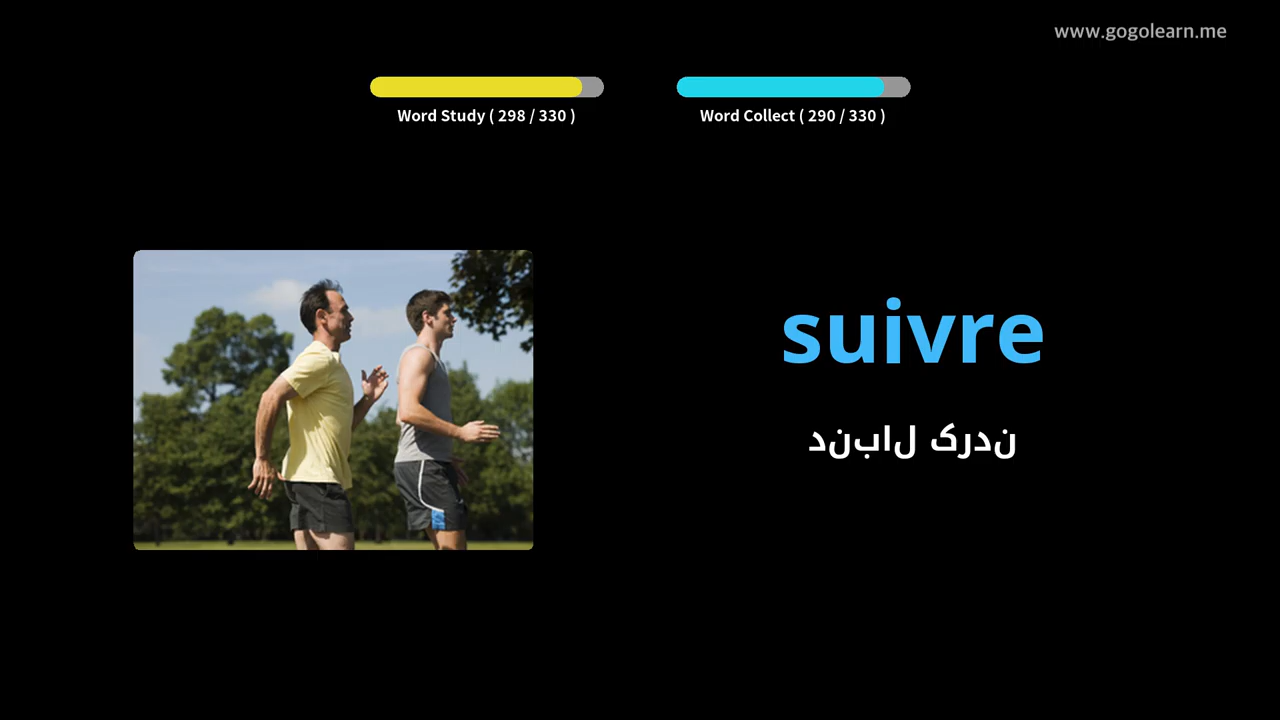 www.gogolearn.me
Word Study ( 298 / 330 )
Word Collect ( 290 / 330 )
suivre
ندرک لابند